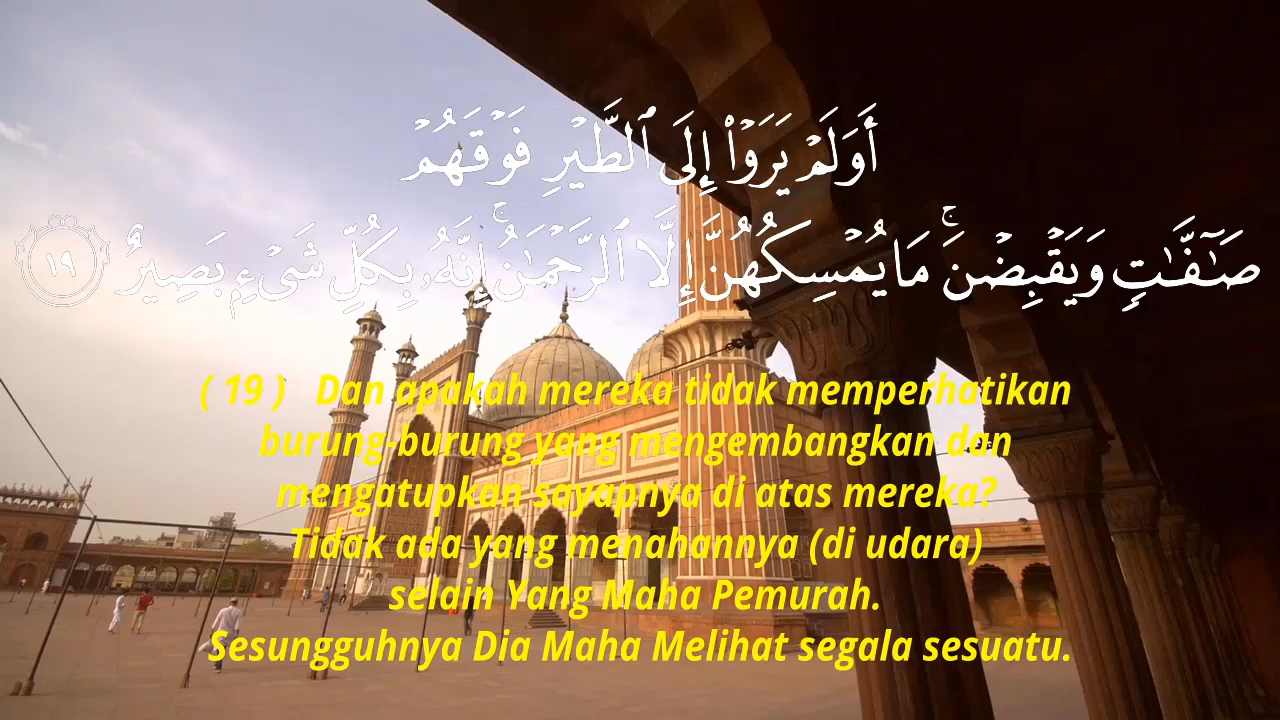 أَوَلَمْ يَرَوْا۟ إِلَى ٱلطَّيْرِ فَوْقَهُمْ
صَـٰٓفَّـٰتٍ وَيَقْبِضْنَ ۚ مَا يُمْسِكُهُنَّ إِلَّا ٱلرَّحْمَـٰنُ ۚ إِنَّهُۥ بِكُلِّ شَىْءٍۭ بَصِيرٌ ١٩
( 19 ) Dan apakah mereka tidak memperhatikan
burung-burung yang mengembangkan dan
mengatupkan sayapnya di atas mereka?
Tidak ada yang menahannya (di udara)
selain Yang Maha Pemurah.
Sesungguhnya Dia Maha Melihat segala sesuatu.